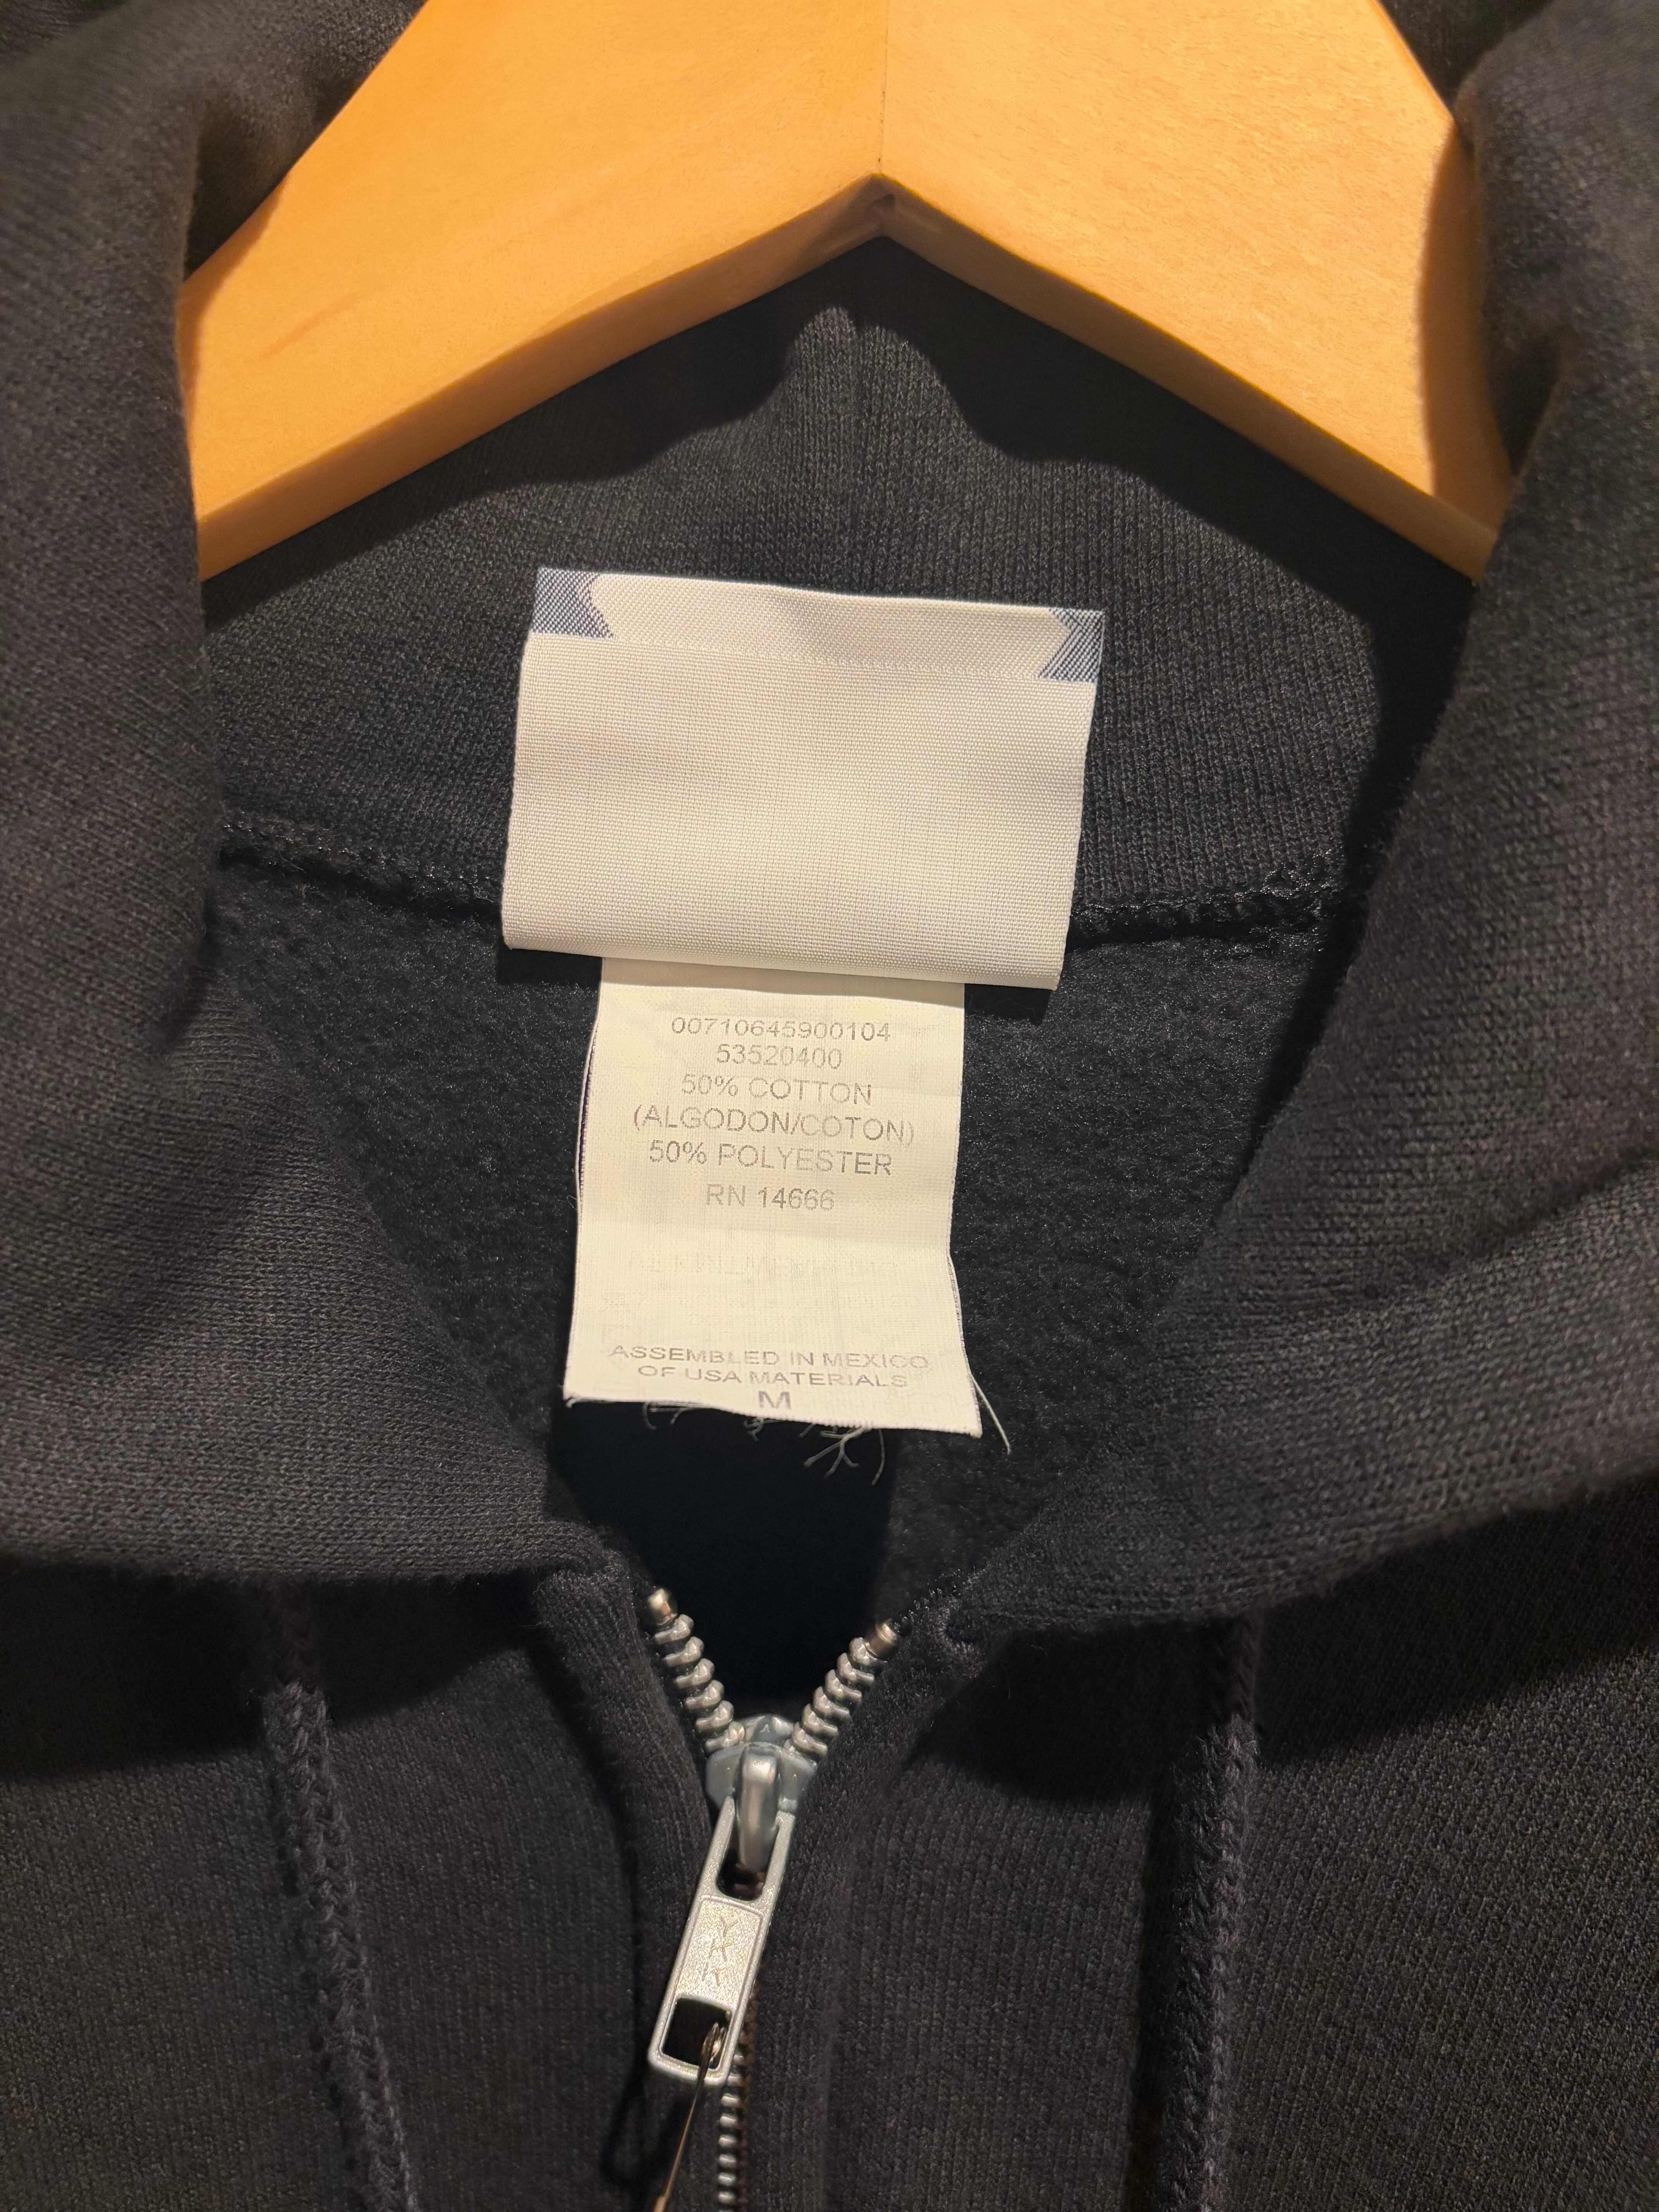 00710645900104
53520400
50% COTTON
(ALGODON/COTON)
50% POLYESTER
RN 14666
ASSEMBLED IN MEXICO
OF USA MATERIALS
M
YKK